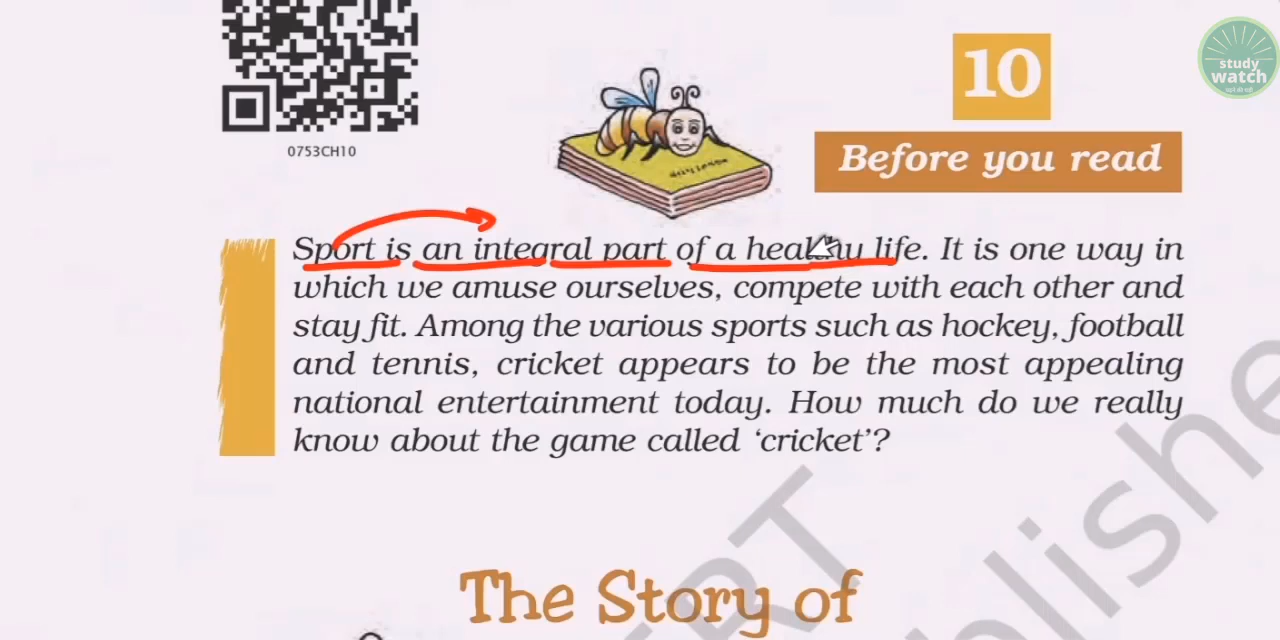 study
watch
10
Before you read
0753CH10
Sport is an integral part of a healthy life. It is one way in
which we amuse ourselves, compete with each other and
stay fit. Among the various sports such as hockey, football
and tennis, cricket appears to be the most appealing
national entertainment today. How much do we really
know about the game called ‘cricket’?
The Story of